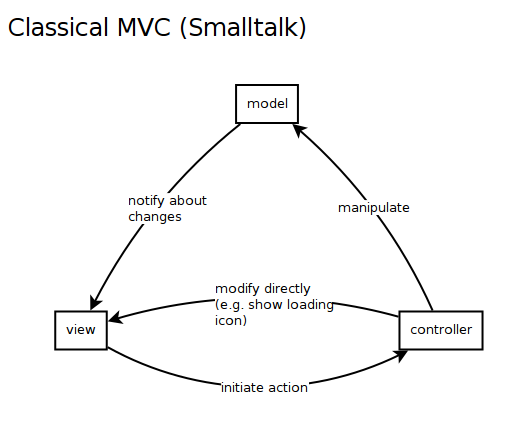 Classical MVC (Smalltalk)
model
notify about
changes
manipulate
modify directly
(e.g. show loading
icon)
view
controller
initiate action